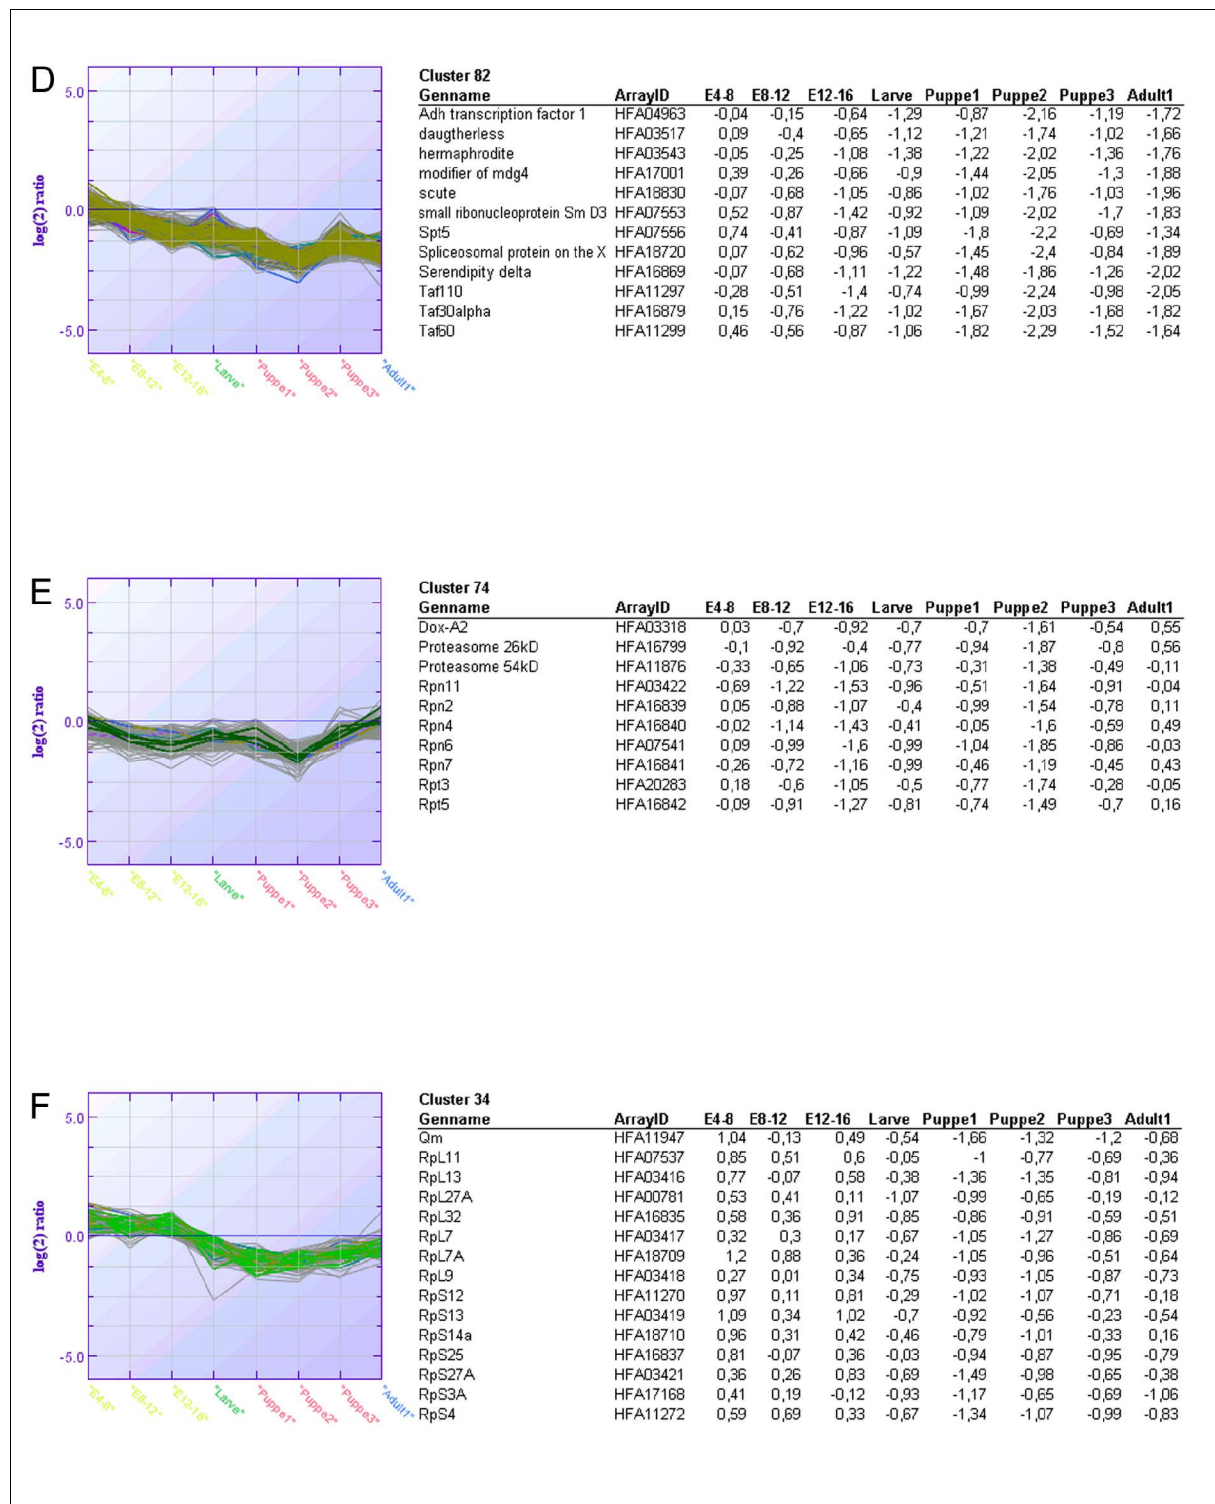 D
5.0
0.0
-5.0
log(2) ratio
"E4-8" "E8-12" "E12-16" "Larve" "Puppe1" "Puppe2" "Puppe3" "Adult1"
Cluster 82
Genname ArrayID E4-8 E8-12 E12-16 Larve Puppe1 Puppe2 Puppe3 Adult1
Adh transcription factor 1 HFA04963 -0,04 -0,15 -0,64 -1,29 -0,87 -2,16 -1,19 -1,72
daugtherless HFA03517 0,09 -0,4 -0,65 -1,12 -1,21 -1,74 -1,02 -1,66
hermaphrodite HFA03543 -0,05 -0,25 -1,08 -1,38 -1,22 -2,02 -1,36 -1,76
modifier of mdg4 HFA17001 0,39 -0,26 -0,66 -0,9 -1,44 -2,05 -1,3 -1,88
scute HFA18830 -0,07 -0,68 -1,05 -0,86 -1,02 -1,76 -1,03 -1,96
small ribonucleoprotein Sm D3 HFA07553 0,52 -0,87 -1,42 -0,92 -1,09 -2,02 -1,7 -1,83
Spt5 HFA07556 0,74 -0,41 -0,87 -1,09 -1,8 -2,2 -0,69 -1,34
Spliceosomal protein on the X HFA18720 0,07 -0,62 -0,96 -0,57 -1,45 -2,4 -0,84 -1,89
Serendipity delta HFA16869 -0,07 -0,68 -1,11 -1,22 -1,48 -1,86 -1,26 -2,02
Taf110 HFA11297 -0,28 -0,51 -1,4 -0,74 -0,99 -2,24 -0,98 -2,05
Taf30alpha HFA16879 0,15 -0,76 -1,22 -1,02 -1,67 -2,03 -1,68 -1,82
Taf60 HFA11299 0,46 -0,56 -0,87 -1,06 -1,82 -2,29 -1,52 -1,64
E
5.0
0.0
-5.0
log(2) ratio
"E4-8" "E8-12" "E12-16" "Larve" "Puppe1" "Puppe2" "Puppe3" "Adult1"
Cluster 74
Genname ArrayID E4-8 E8-12 E12-16 Larve Puppe1 Puppe2 Puppe3 Adult1
Dox-A2 HFA03318 0,03 -0,7 -0,92 -0,7 -0,7 -1,61 -0,54 0,55
Proteasome 26kD HFA16799 -0,1 -0,92 -0,4 -0,77 -0,94 -1,87 -0,8 0,56
Proteasome 54kD HFA11876 -0,33 -0,65 -1,06 -0,73 -0,31 -1,38 -0,49 -0,11
Rpn11 HFA03422 -0,69 -1,22 -1,53 -0,96 -0,51 -1,64 -0,91 -0,04
Rpn2 HFA16839 0,05 -0,88 -1,07 -0,4 -0,99 -1,54 -0,78 0,11
Rpn4 HFA16840 -0,02 -1,14 -1,43 -0,41 -0,05 -1,6 -0,59 0,49
Rpn6 HFA07541 0,09 -0,99 -1,6 -0,99 -1,04 -1,85 -0,86 -0,03
Rpn7 HFA16841 -0,26 -0,72 -1,16 -0,99 -0,46 -1,19 -0,45 0,43
Rpt3 HFA20283 0,18 -0,6 -1,05 -0,5 -0,77 -1,74 -0,28 -0,05
Rpt5 HFA16842 -0,09 -0,91 -1,27 -0,81 -0,74 -1,49 -0,7 0,16
F
5.0
0.0
-5.0
log(2) ratio
"E4-8" "E8-12" "E12-16" "Larve" "Puppe1" "Puppe2" "Puppe3" "Adult1"
Cluster 34
Genname ArrayID E4-8 E8-12 E12-16 Larve Puppe1 Puppe2 Puppe3 Adult1
Qm HFA11947 1,04 -0,13 0,49 -0,54 -1,66 -1,32 -1,2 -0,68
RpL11 HFA07537 0,85 0,51 0,6 -0,05 -1 -0,77 -0,69 -0,36
RpL13 HFA03416 0,77 -0,07 0,58 -0,38 -1,36 -1,35 -0,81 -0,94
RpL27A HFA00781 0,53 0,41 0,11 -1,07 -0,99 -0,65 -0,19 -0,12
RpL32 HFA16835 0,58 0,36 0,91 -0,85 -0,86 -0,91 -0,59 -0,51
RpL7 HFA03417 0,32 0,3 0,17 -0,67 -1,05 -1,27 -0,86 -0,69
RpL7A HFA18709 1,2 0,88 0,36 -0,24 -1,05 -0,96 -0,51 -0,64
RpL9 HFA03418 0,27 0,01 0,34 -0,75 -0,93 -1,05 -0,87 -0,73
RpS12 HFA11270 0,97 0,11 0,81 -0,29 -1,02 -1,07 -0,71 -0,18
RpS13 HFA03419 1,09 0,34 1,02 -0,7 -0,92 -0,56 -0,23 -0,54
RpS14a HFA18710 0,96 0,31 0,42 -0,46 -0,79 -1,01 -0,33 0,16
RpS25 HFA16837 0,81 -0,07 0,36 -0,03 -0,94 -0,87 -0,95 -0,79
RpS27A HFA03421 0,36 0,26 0,83 -0,69 -1,49 -0,98 -0,65 -0,38
RpS3A HFA17168 0,41 0,19 -0,12 -0,93 -1,17 -0,65 -0,69 -1,06
RpS4 HFA11272 0,59 0,69 0,33 -0,67 -1,34 -1,07 -0,99 -0,83